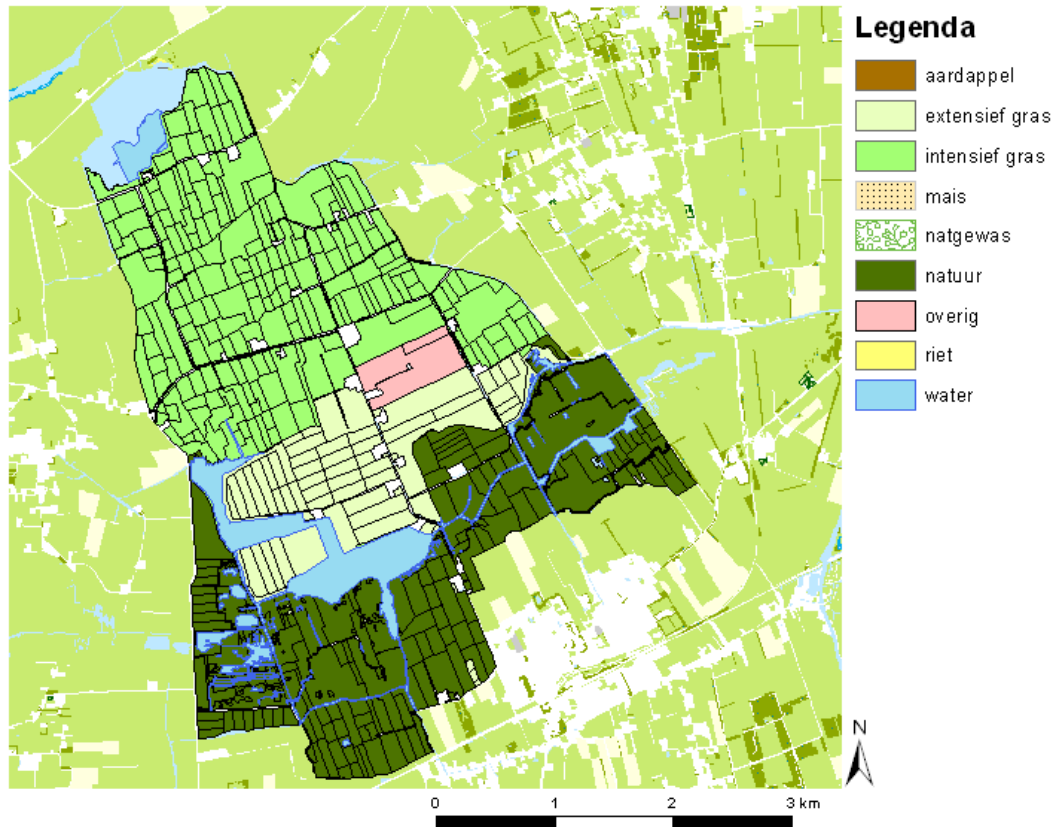 Legenda
aardappel
extensief gras
intensief gras
mais
natgewas
natuur
overig
riet
water
N
0 1 2 3 km